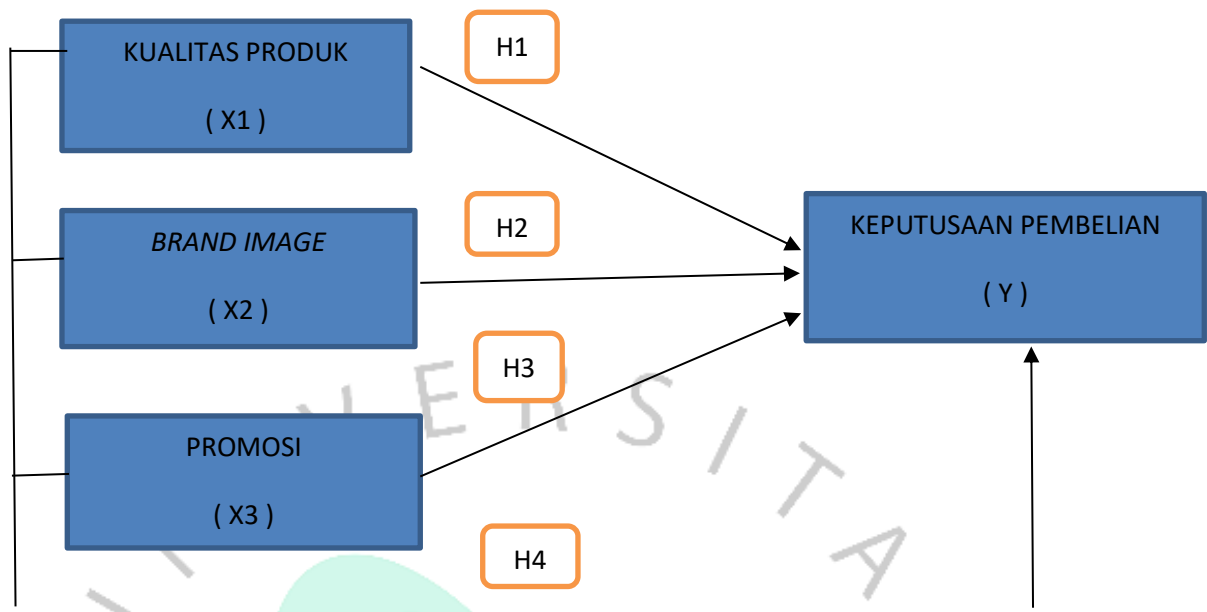 KUALITAS PRODUK
( X1 )
H1
BRAND IMAGE
( X2 )
H2
KEPUTUSAAN PEMBELIAN
( Y )
H3
PROMOSI
( X3 )
H4
V E R S I T A